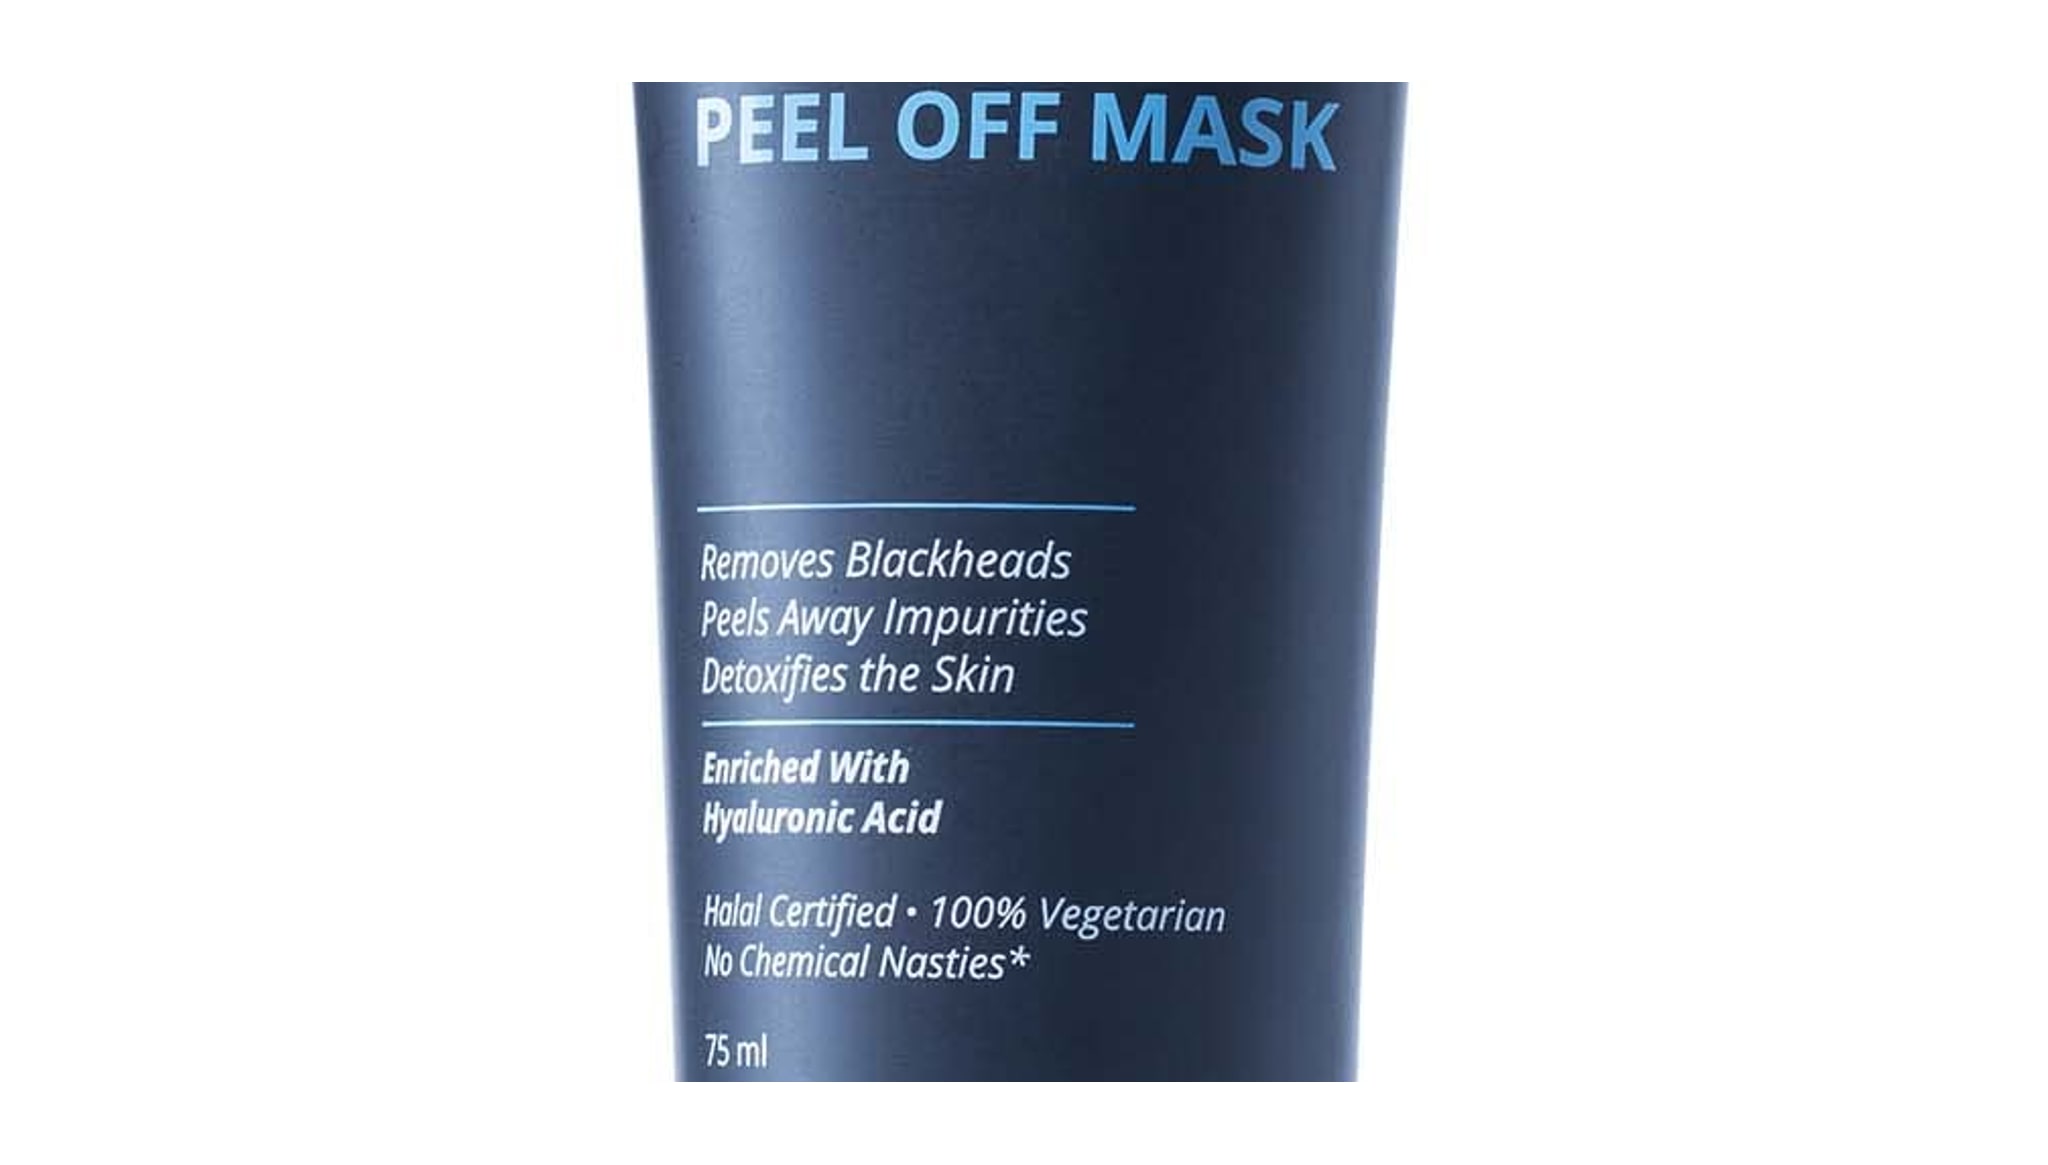 PEEL OFF MASK
Removes Blackheads
Peels Away Impurities
Detoxifies the Skin
Enriched With
Hyaluronic Acid
Halal Certified • 100% Vegetarian
No Chemical Nasties*
75 ml